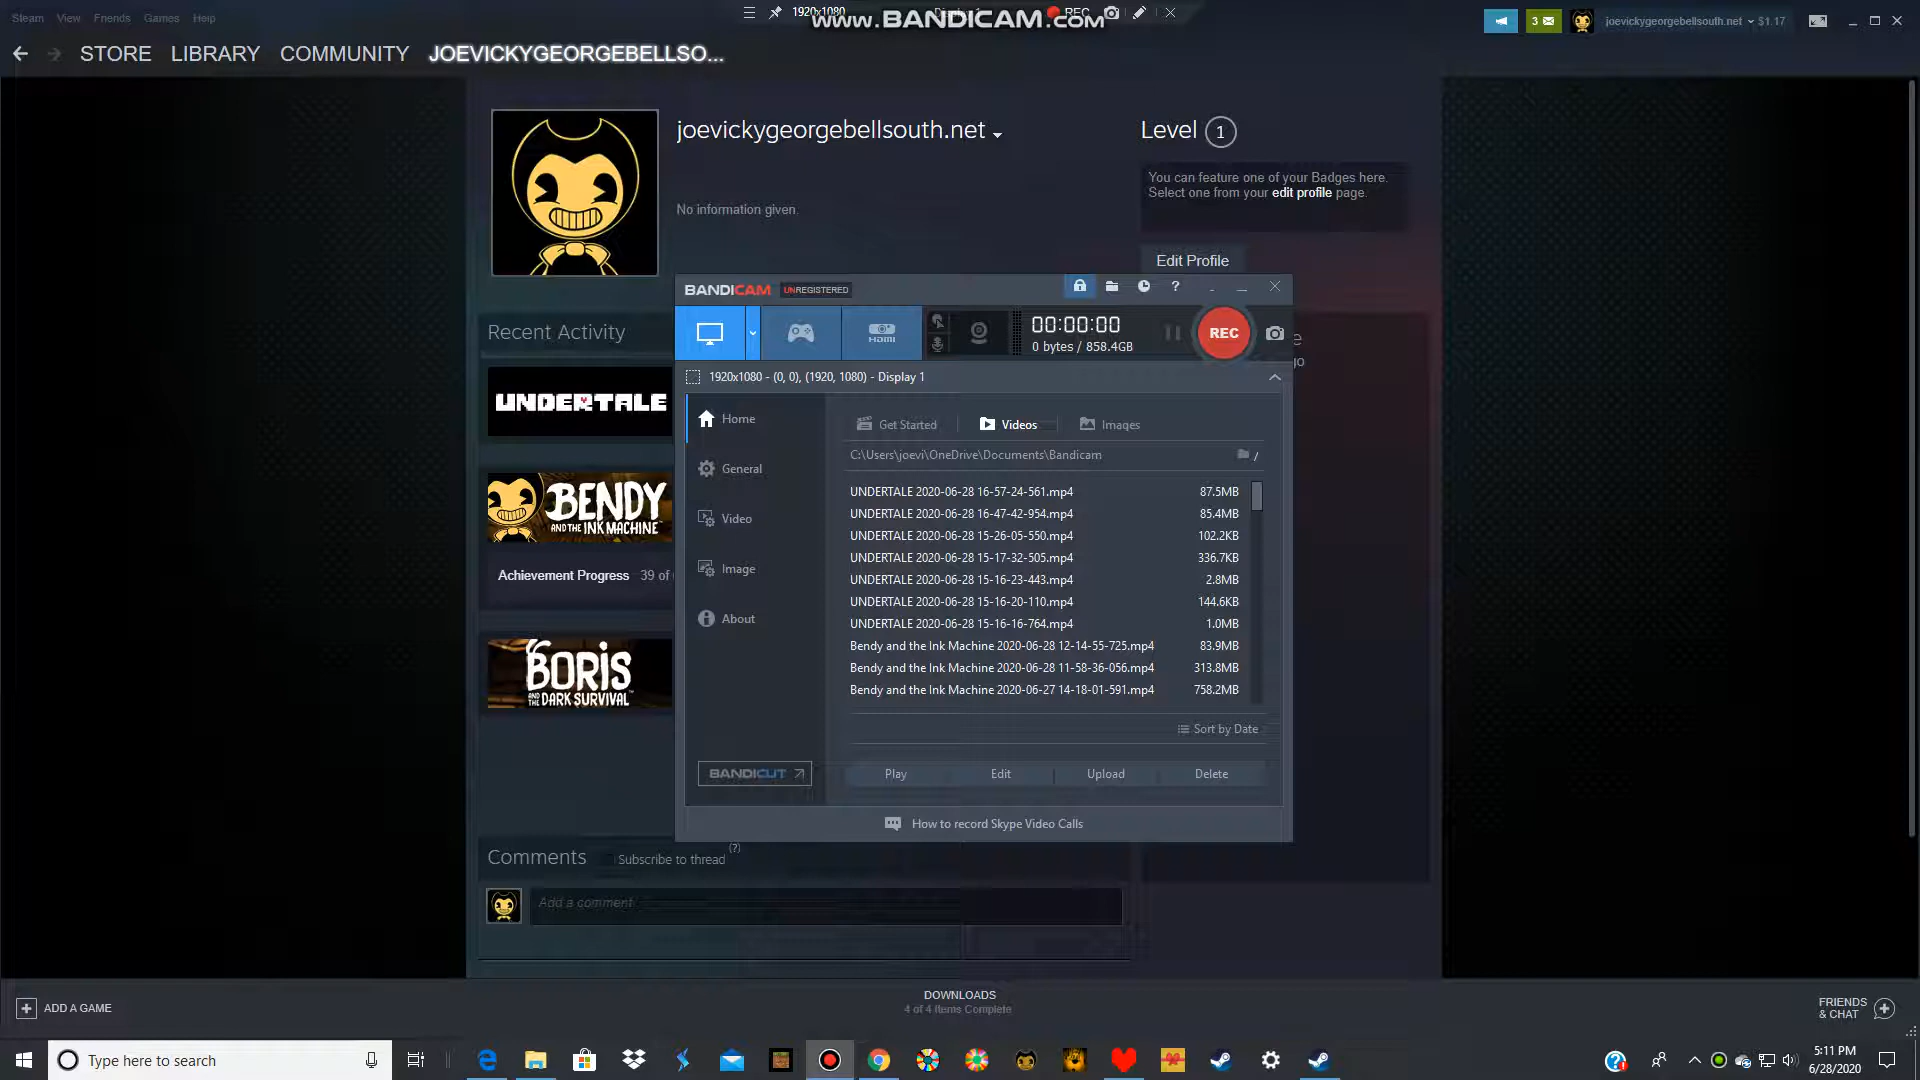 Steam View Friends Games Help
1920x1080
REC
www.BANDICAM.com
3
joevickygeorgebellsouth.net $1.17
STORE LIBRARY COMMUNITY JOEVICKYGEORGEBELLSO...
joevickygeorgebellsouth.net
No information given.
Level 1
You can feature one of your Badges here.
Select one from your edit profile page.
Edit Profile
Recent Activity
UNDERTALE
BENDY
AND THE INK MACHINE
Achievement Progress 39 of
BORIS
AND THE DARK SURVIVAL
BANDICAM UNREGISTERED
?
HDMI
00:00:00
0 bytes / 858.4GB
REC
1920x1080 - (0, 0), (1920, 1080) - Display 1
Home
General
Video
Image
About
BANDICUT
Get Started
Videos
Images
C:\Users\joevi\OneDrive\Documents\Bandicam
/
UNDERTALE 2020-06-28 16-57-24-561.mp4 87.5MB
UNDERTALE 2020-06-28 16-47-42-954.mp4 85.4MB
UNDERTALE 2020-06-28 15-26-05-550.mp4 102.2KB
UNDERTALE 2020-06-28 15-17-32-505.mp4 336.7KB
UNDERTALE 2020-06-28 15-16-23-443.mp4 2.8MB
UNDERTALE 2020-06-28 15-16-20-110.mp4 144.6KB
UNDERTALE 2020-06-28 15-16-16-764.mp4 1.0MB
Bendy and the Ink Machine 2020-06-28 12-14-55-725.mp4 83.9MB
Bendy and the Ink Machine 2020-06-28 11-58-36-056.mp4 313.8MB
Bendy and the Ink Machine 2020-06-27 14-18-01-591.mp4 758.2MB
Sort by Date
Play Edit Upload Delete
How to record Skype Video Calls
Comments Subscribe to thread (?)
Add a comment
ADD A GAME
DOWNLOADS
4 of 4 Items Complete
FRIENDS
& CHAT
Type here to search
5:11 PM
6/28/2020